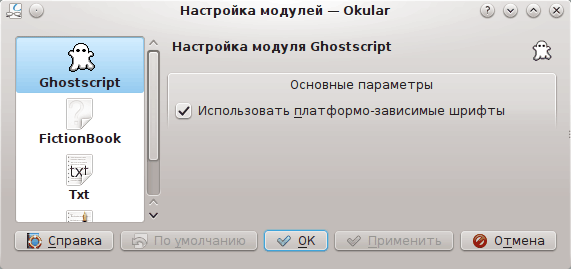 Настройка модулей — Okular
Ghostscript
FictionBook
Txt
Настройка модуля Ghostscript
Основные параметры
Использовать платформо-зависимые шрифты
Справка
По умолчанию
OK
Применить
Отмена